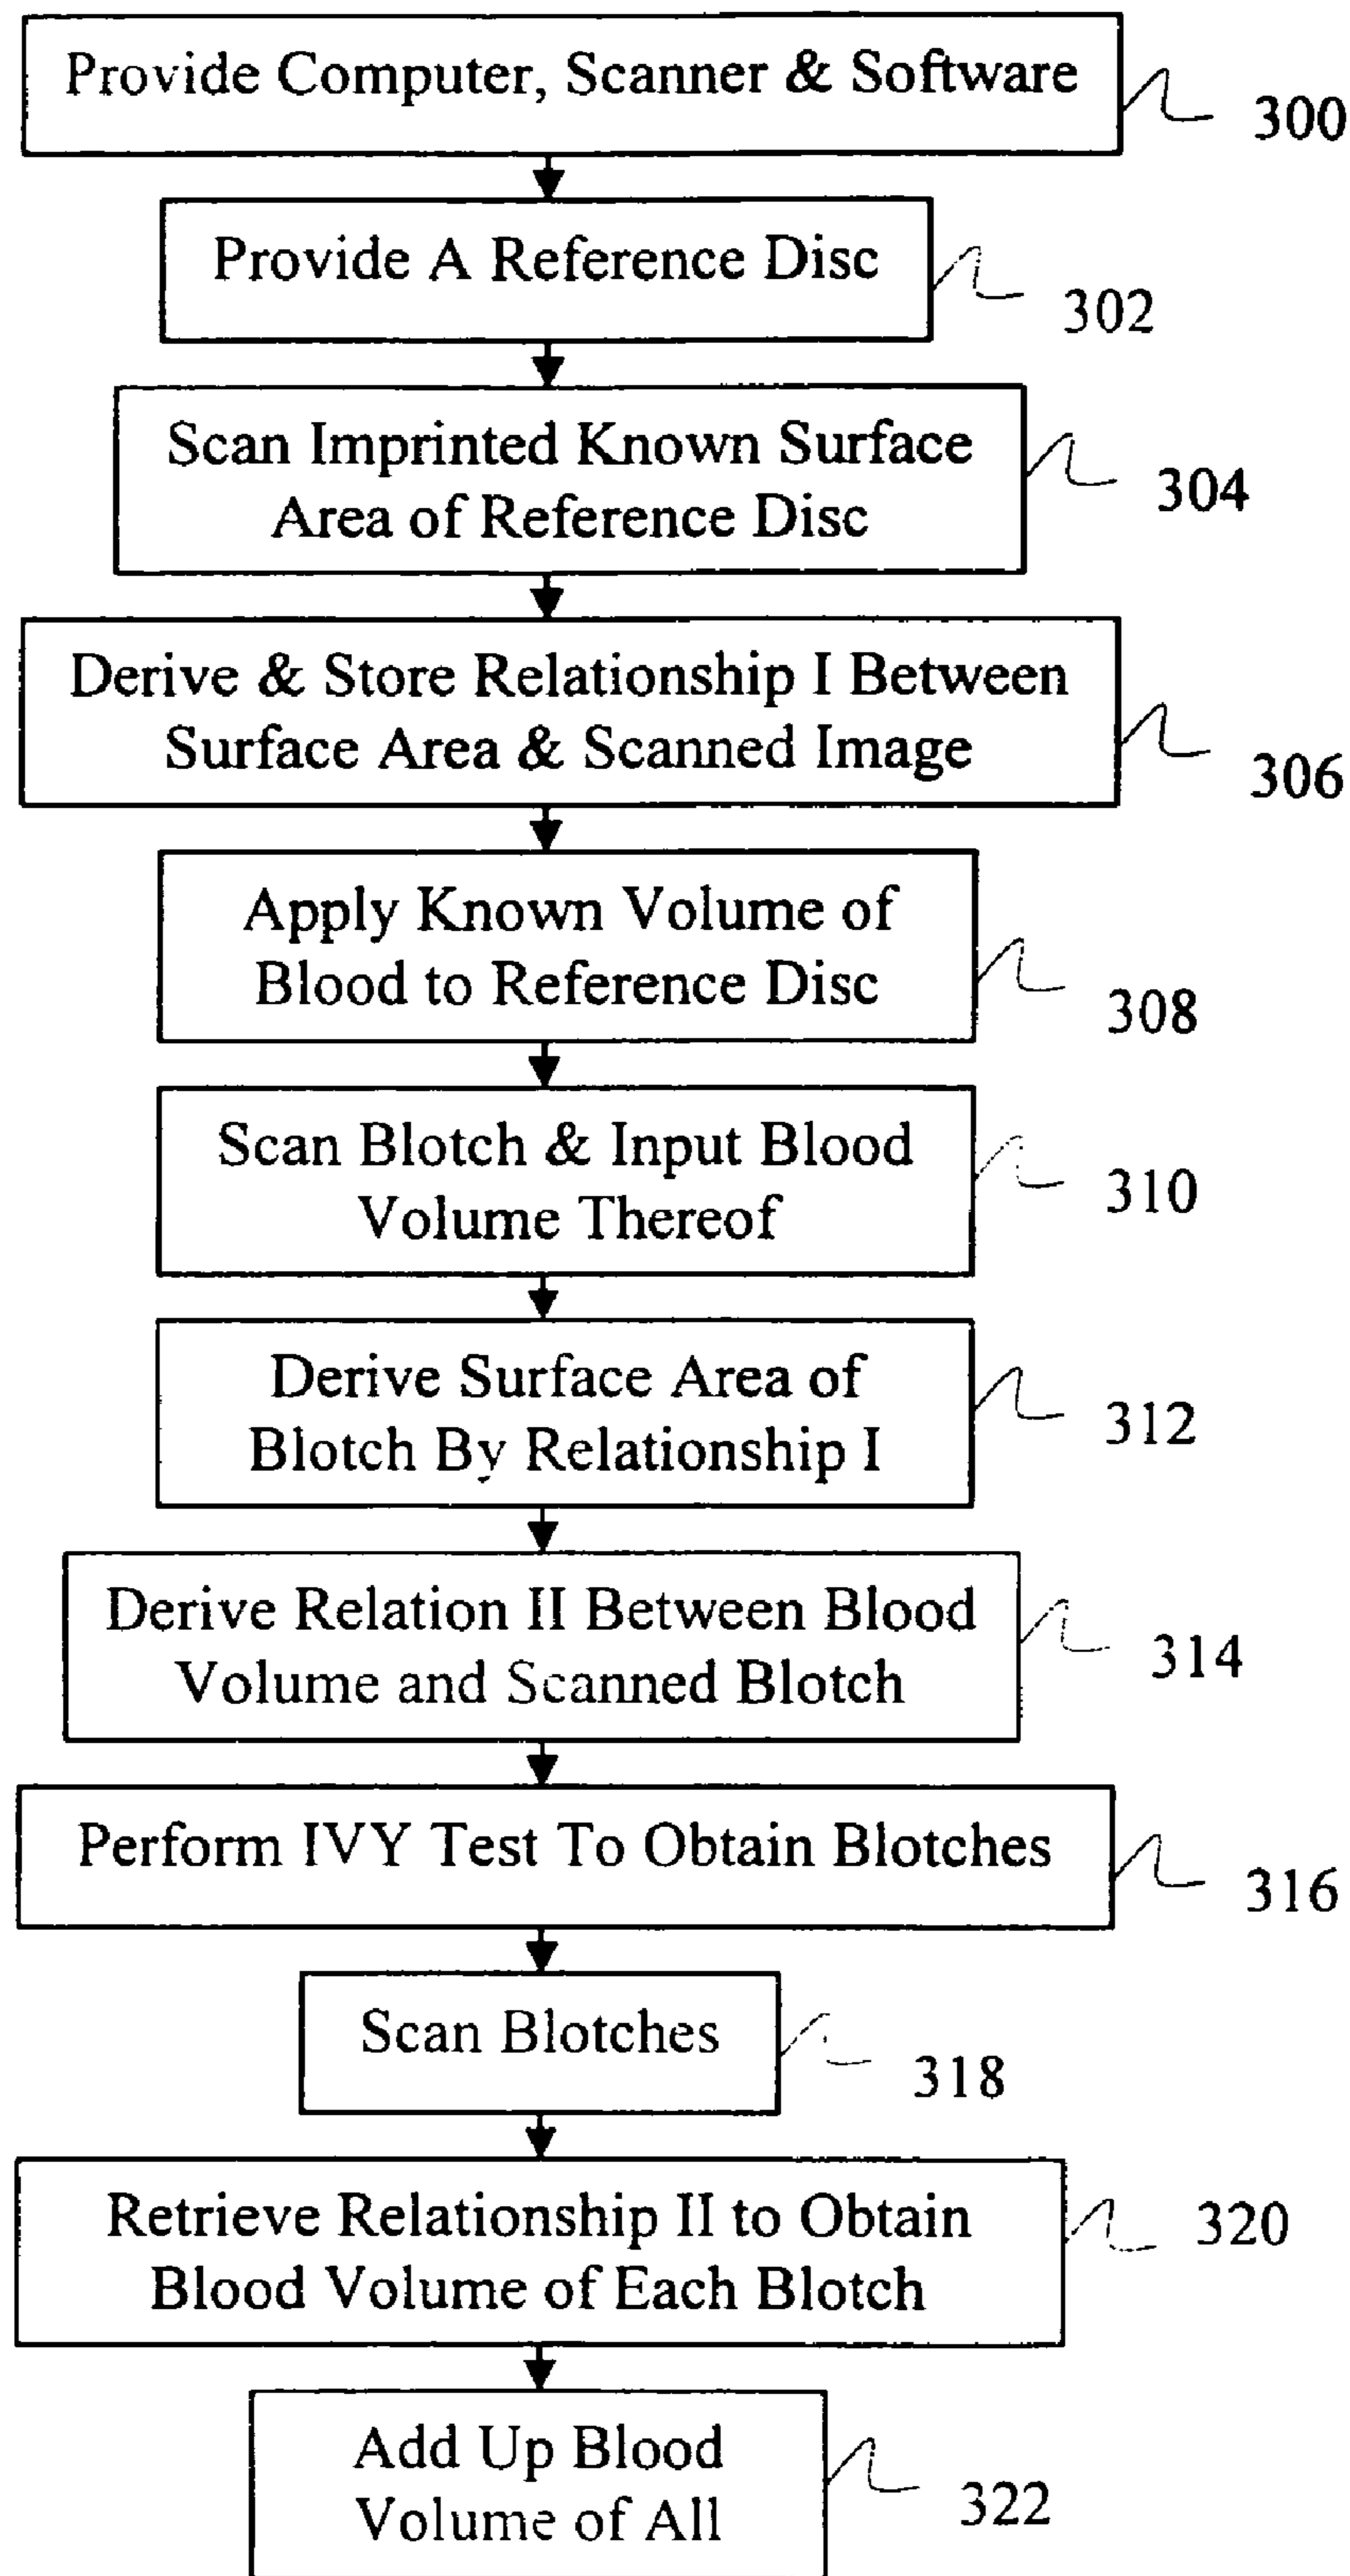 Provide Computer, Scanner & Software
300
Provide A Reference Disc
302
Scan Imprinted Known Surface
Area of Reference Disc
304
Derive & Store Relationship I Between
Surface Area & Scanned Image
306
Apply Known Volume of
Blood to Reference Disc
308
Scan Blotch & Input Blood
Volume Thereof
310
Derive Surface Area of
Blotch By Relationship I
312
Derive Relation II Between Blood
Volume and Scanned Blotch
314
Perform IVY Test To Obtain Blotches
316
Scan Blotches
318
Retrieve Relationship II to Obtain
Blood Volume of Each Blotch
320
Add Up Blood
Volume of All
322